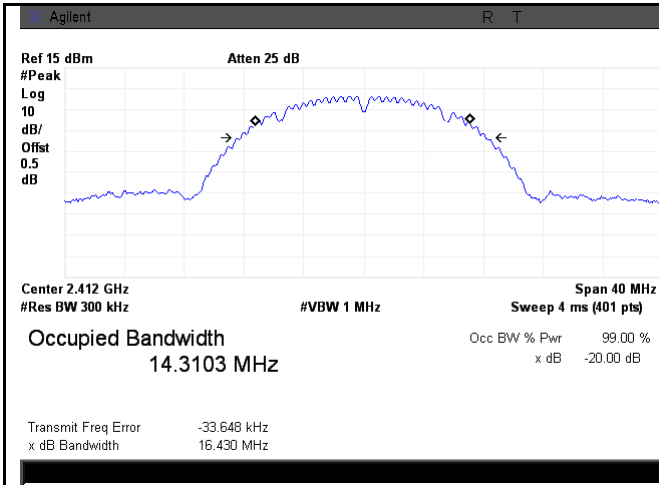 Agilent R T
Ref 15 dBm Atten 25 dB
#Peak
Log
10
dB/
Offst
0.5
dB
Center 2.412 GHz Span 40 MHz
#Res BW 300 kHz #VBW 1 MHz Sweep 4 ms (401 pts)
Occupied Bandwidth Occ BW % Pwr 99.00 %
14.3103 MHz x dB -20.00 dB
Transmit Freq Error -33.648 kHz
x dB Bandwidth 16.430 MHz